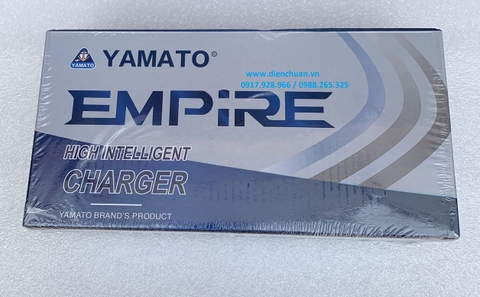 YAMATO YAMATO®
www.dienchuan.vn
0917.928.966 / 0988.265.325
EMPiRE
HIGH INTELLIGENT
CHARGER
YAMATO BRAND'S PRODUCT